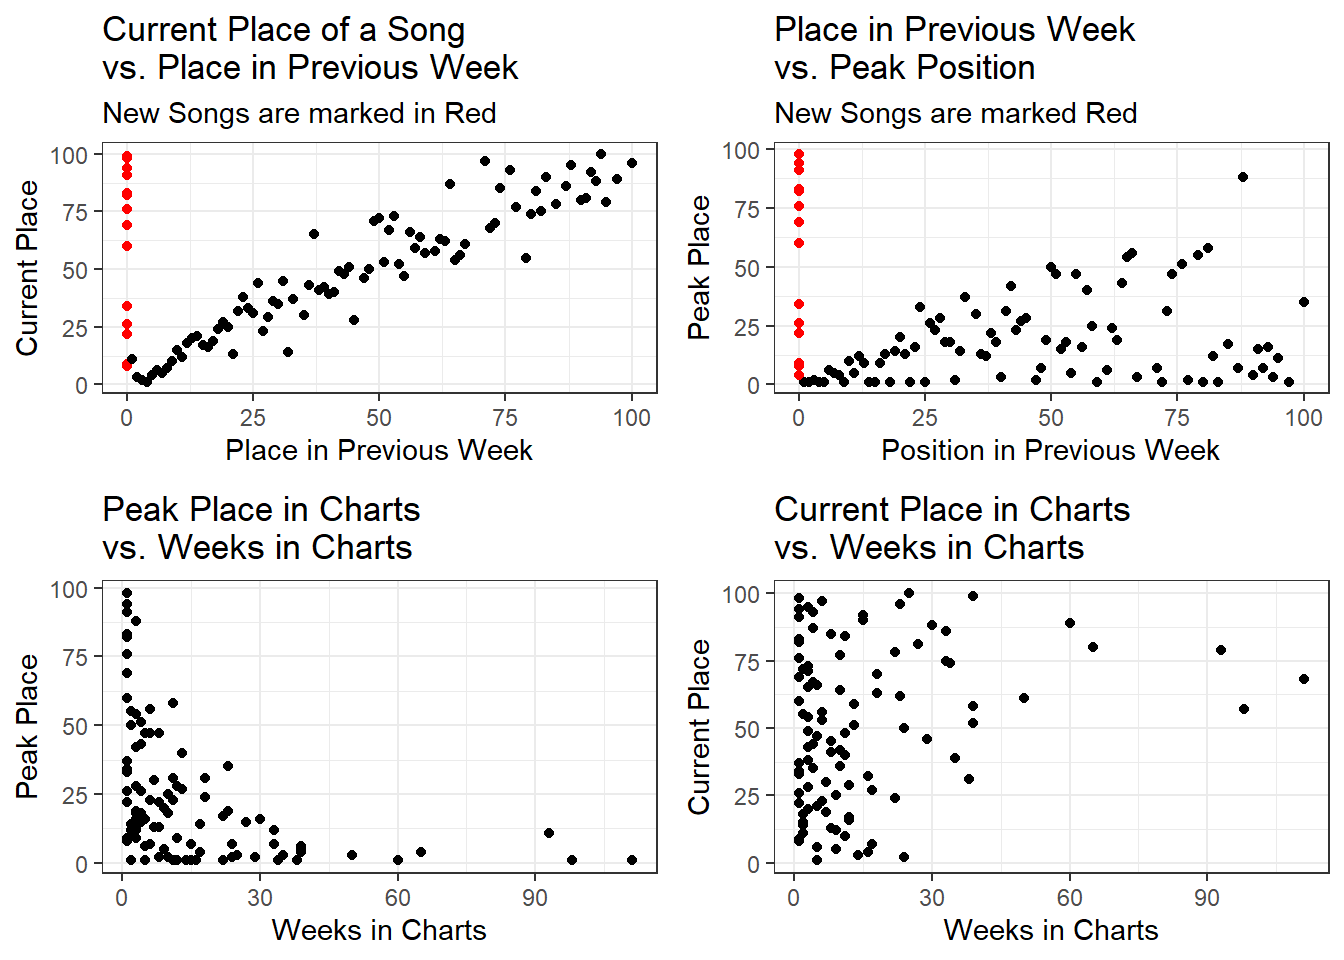 Current Place of a Song
vs. Place in Previous Week
New Songs are marked in Red
100
75
50
25
0
Current Place
0 25 50 75 100
Place in Previous Week
Place in Previous Week
vs. Peak Position
New Songs are marked Red
100
75
50
25
0
Peak Place
0 25 50 75 100
Position in Previous Week
Peak Place in Charts
vs. Weeks in Charts
100
75
50
25
0
Peak Place
0 30 60 90
Weeks in Charts
Current Place in Charts
vs. Weeks in Charts
100
75
50
25
0
Current Place
0 30 60 90
Weeks in Charts